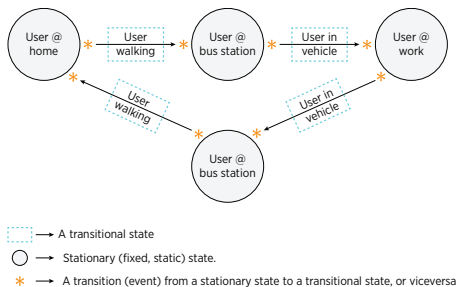 User @
home
User
walking
User @
bus station
User in
vehicle
User @
work
User
walking
User in
vehicle
User @
bus station
A transitional state
Stationary (fixed, static) state.
A transition (event) from a stationary state to a transitional state, or viceversa